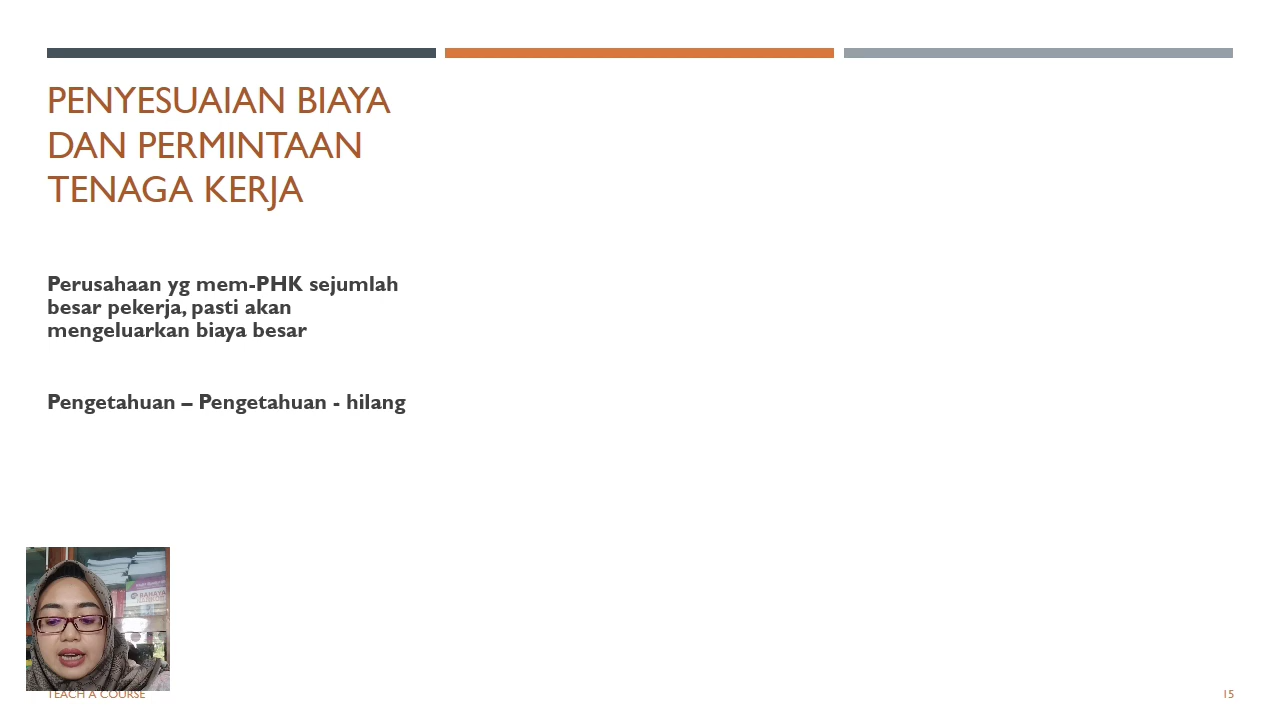 PENYESUAIAN BIAYA
DAN PERMINTAAN
TENAGA KERJA
Perusahaan yg mem-PHK sejumlah
besar pekerja, pasti akan
mengeluarkan biaya besar
Pengetahuan – Pengetahuan - hilang
BAHAYA
TEACH A COURSE
15